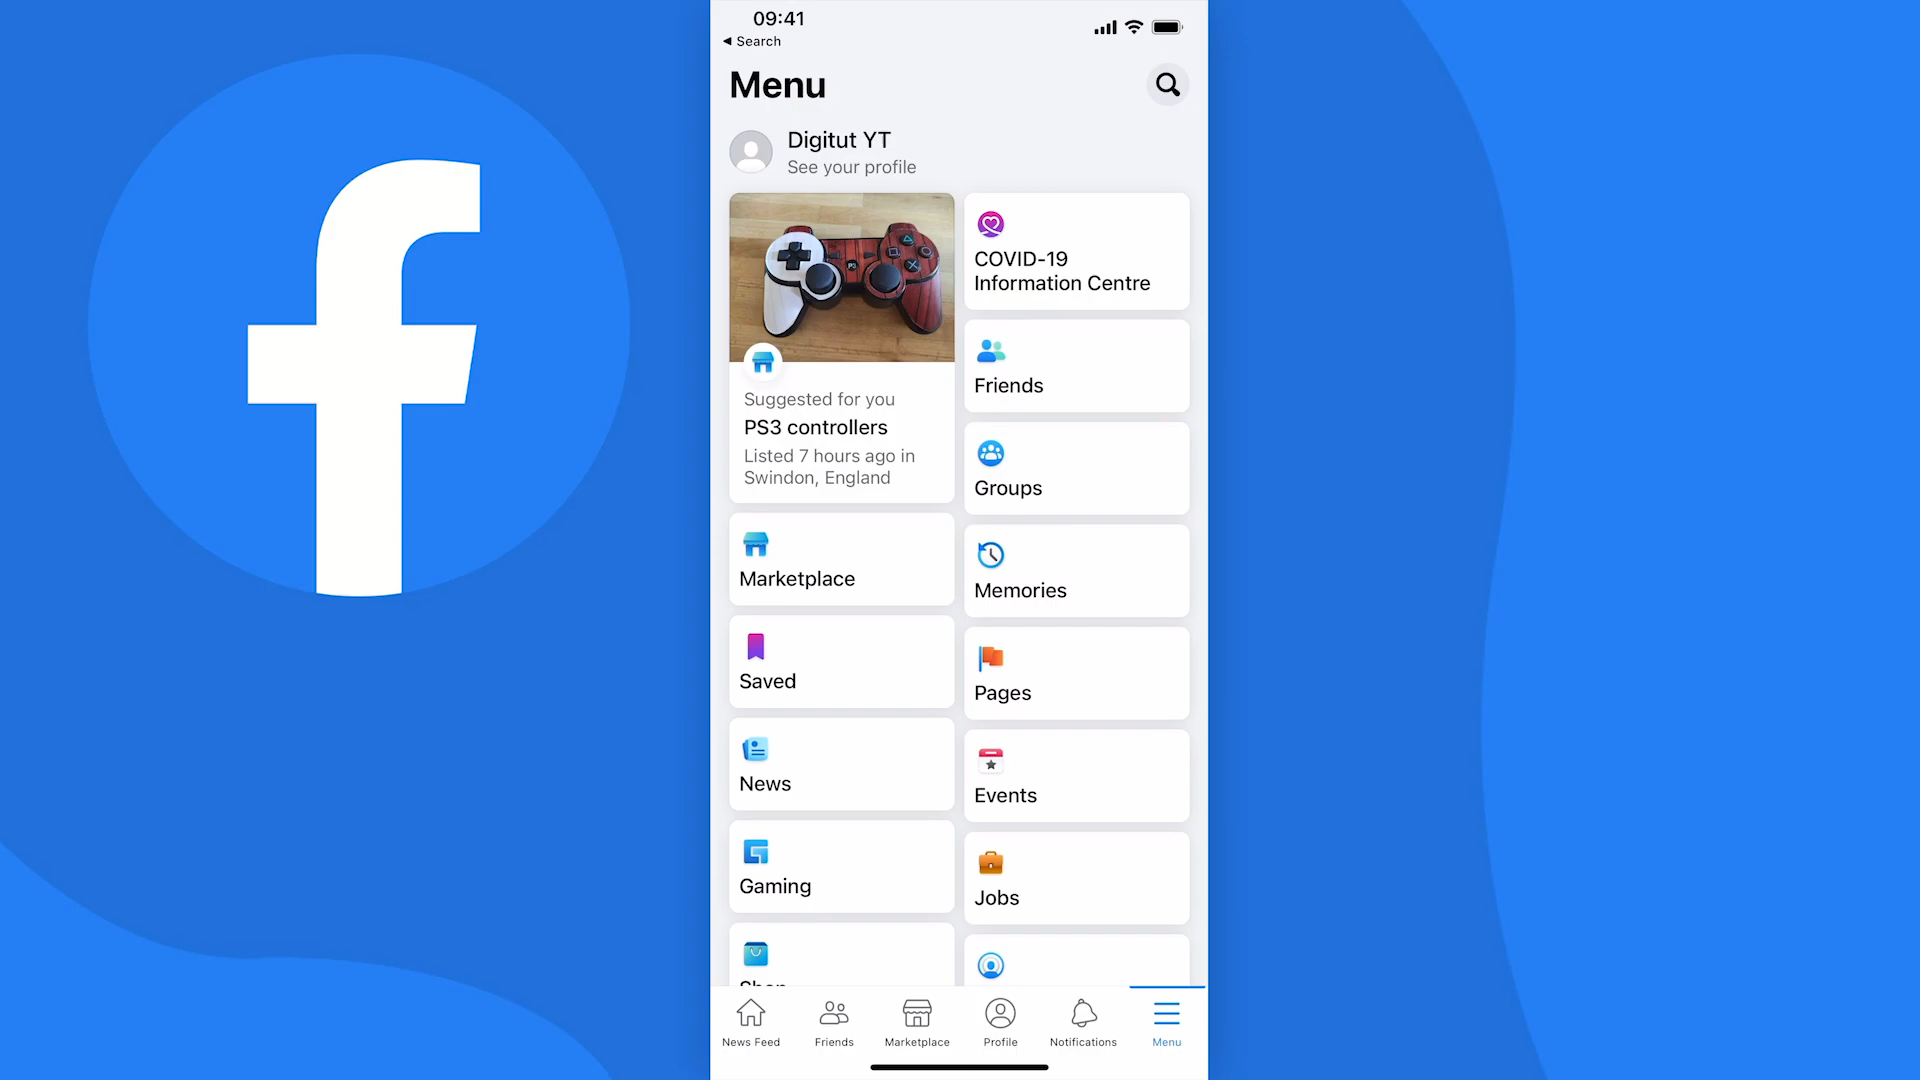 09:41
◀ Search
Menu
Digitut YT
See your profile
Suggested for you
PS3 controllers
Listed 7 hours ago in
Swindon, England
Marketplace
Saved
News
Gaming
Shop
COVID-19
Information Centre
Friends
Groups
Memories
Pages
Events
Jobs
News Feed
Friends
Marketplace
Profile
Notifications
Menu